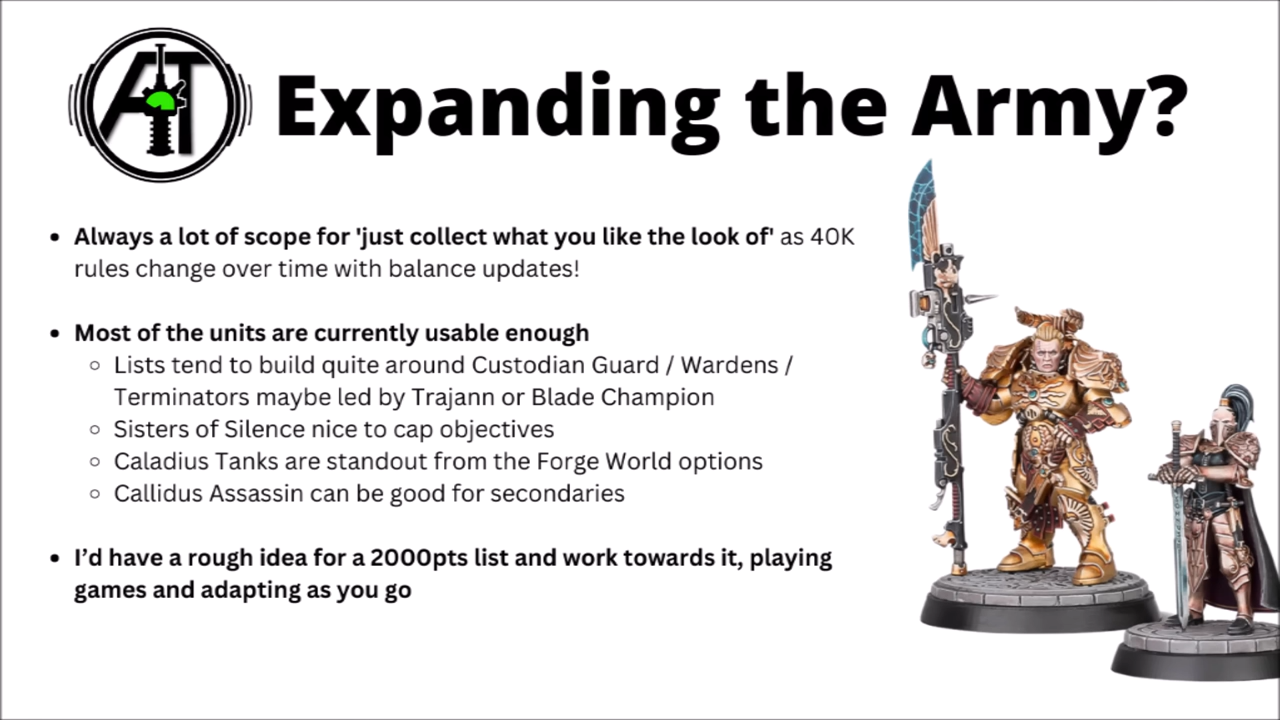 AT
Expanding the Army?
• Always a lot of scope for 'just collect what you like the look of' as 40K
rules change over time with balance updates!
• Most of the units are currently usable enough
○ Lists tend to build quite around Custodian Guard / Wardens /
Terminators maybe led by Trajann or Blade Champion
○ Sisters of Silence nice to cap objectives
○ Caladius Tanks are standout from the Forge World options
○ Callidus Assassin can be good for secondaries
• I’d have a rough idea for a 2000pts list and work towards it, playing
games and adapting as you go